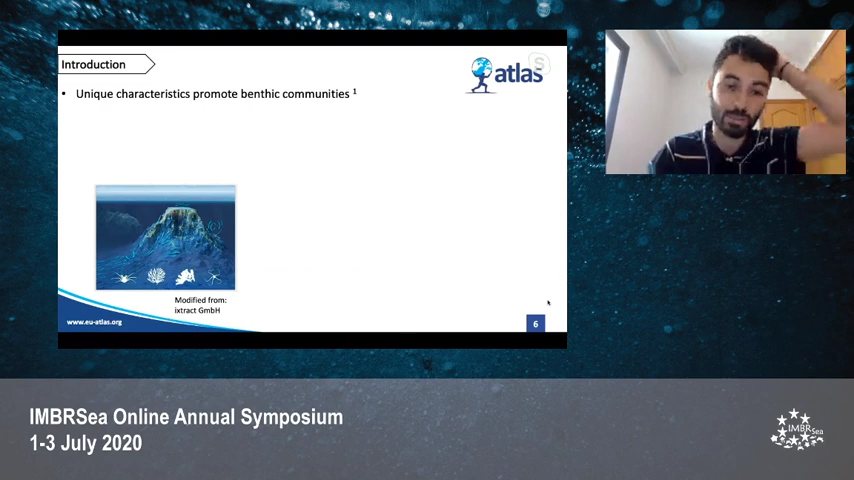 Introduction
atlas
S
• Unique characteristics promote benthic communities 1
Modified from:
ixtract GmbH
www.eu-atlas.org
6
IMBRSea Online Annual Symposium
1-3 July 2020
IMBRSea